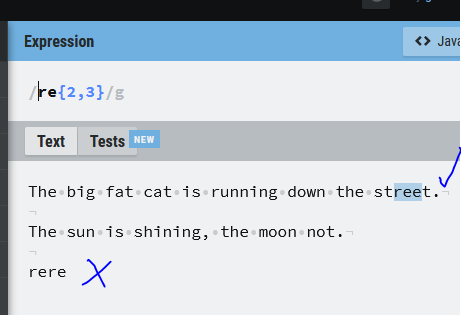 Expression
<> Java
/re{2,3}/g
Text Tests NEW
The big fat cat is running down the street.
The sun is shining, the moon not.
rere